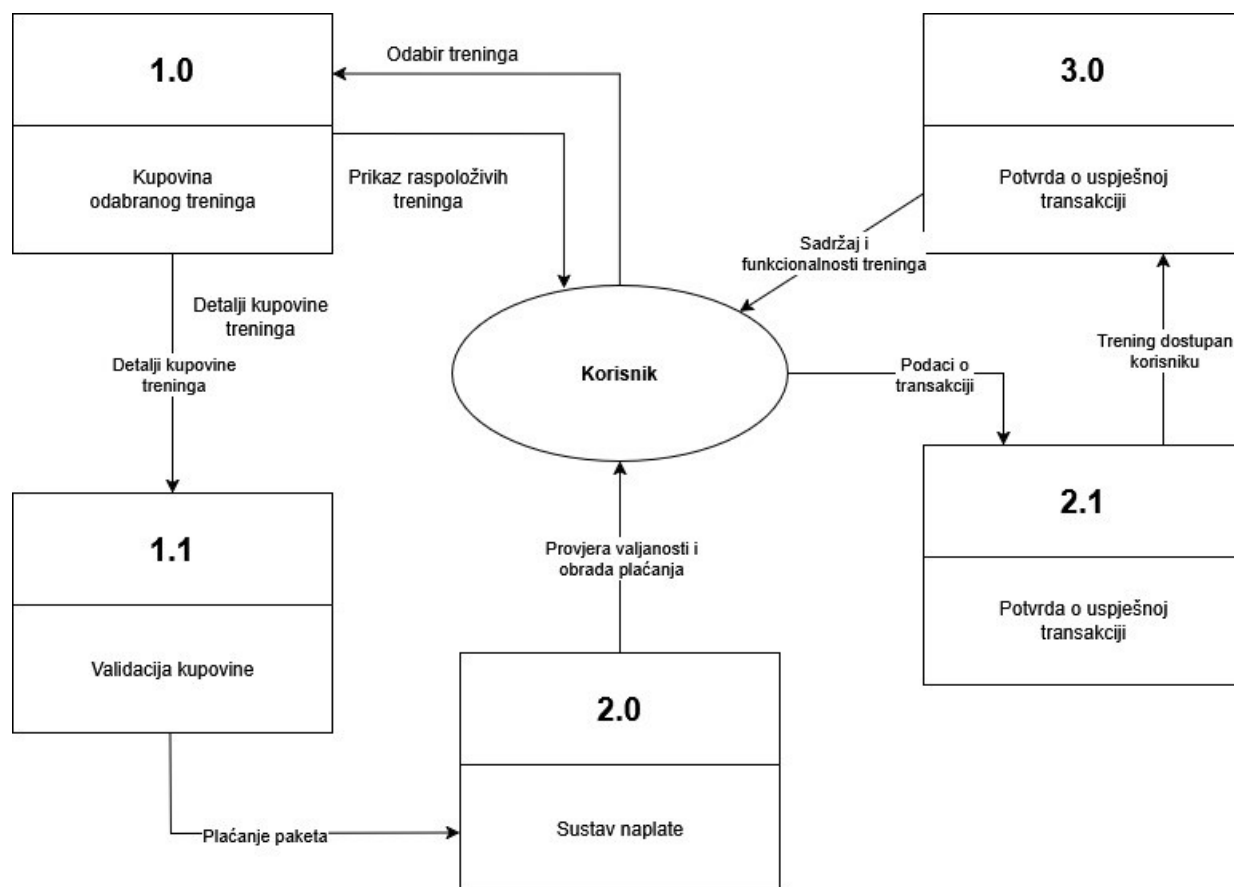 1.0
Kupovina
odabranog treninga
Odabir treninga
Prikaz raspoloživih
treninga
3.0
Potvrda o uspješnoj
transakciji
Sadržaj i
funkcionalnosti treninga
Detalji kupovine
treninga
Detalji kupovine
treninga
Korisnik
Podaci o
transakciji
Trening dostupan
korisniku
1.1
Validacija kupovine
Provjera valjanosti i
obrada plaćanja
2.1
Potvrda o uspješnoj
transakciji
Plaćanje paketa
2.0
Sustav naplate